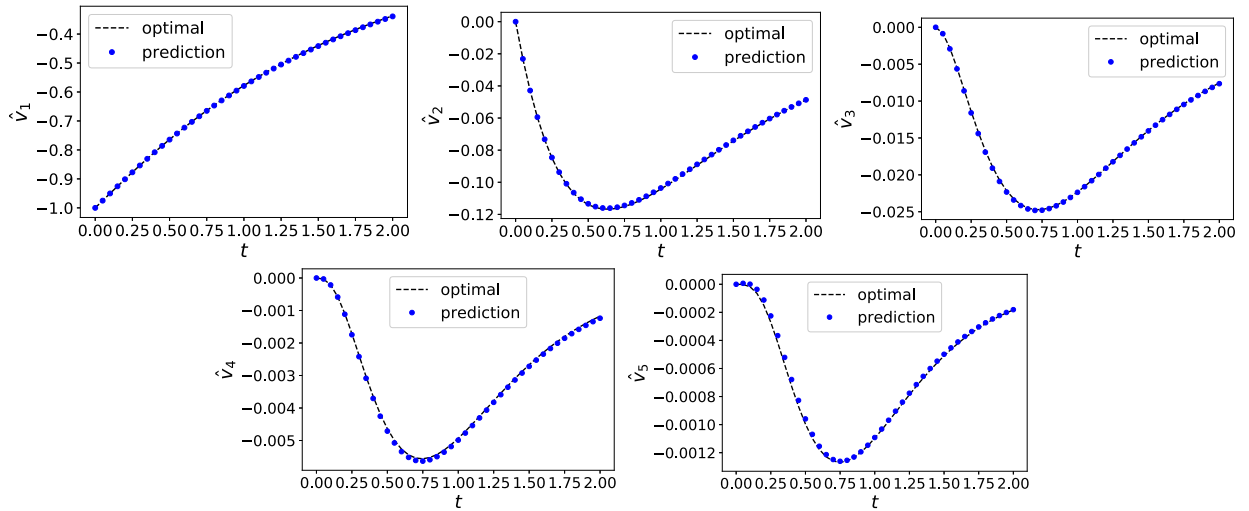 optimal
prediction
−0.4
−0.5
−0.6
−0.7
−0.8
−0.9
−1.0
v̂₁
0.00 0.25 0.50 0.75 1.00 1.25 1.50 1.75 2.00
t
optimal
prediction
0.00
−0.02
−0.04
−0.06
−0.08
−0.10
−0.12
v̂₂
0.00 0.25 0.50 0.75 1.00 1.25 1.50 1.75 2.00
t
optimal
prediction
0.000
−0.005
−0.010
−0.015
−0.020
−0.025
v̂₃
0.00 0.25 0.50 0.75 1.00 1.25 1.50 1.75 2.00
t
optimal
prediction
0.000
−0.001
−0.002
−0.003
−0.004
−0.005
v̂₄
0.00 0.25 0.50 0.75 1.00 1.25 1.50 1.75 2.00
t
optimal
prediction
0.0000
−0.0002
−0.0004
−0.0006
−0.0008
−0.0010
−0.0012
v̂₅
0.00 0.25 0.50 0.75 1.00 1.25 1.50 1.75 2.00
t